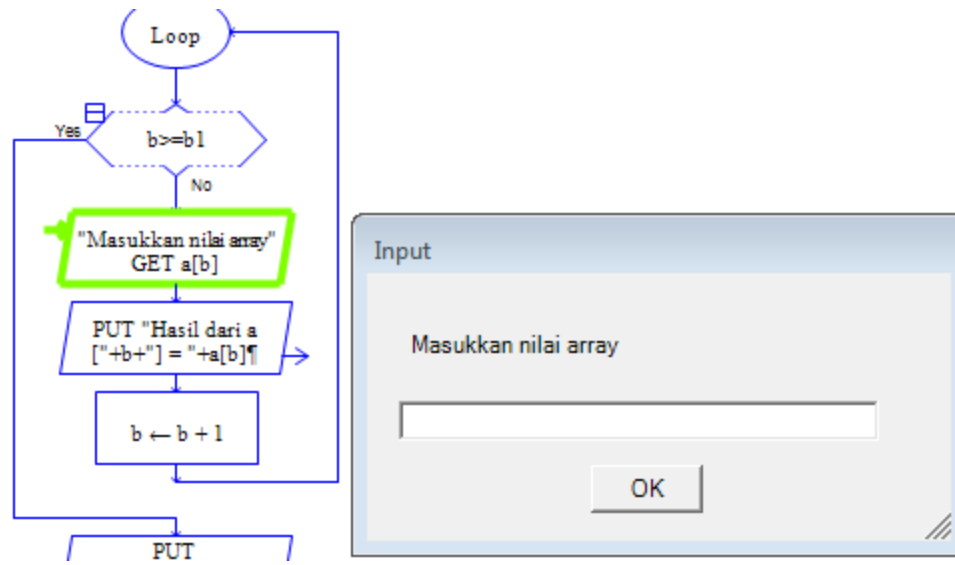 Loop
Yes
b>=b1
No
"Masukkan nilai array"
GET a[b]
PUT "Hasil dari a
["+b+"] = "+a[b]¶
b ← b + 1
PUT
Input
Masukkan nilai array
OK